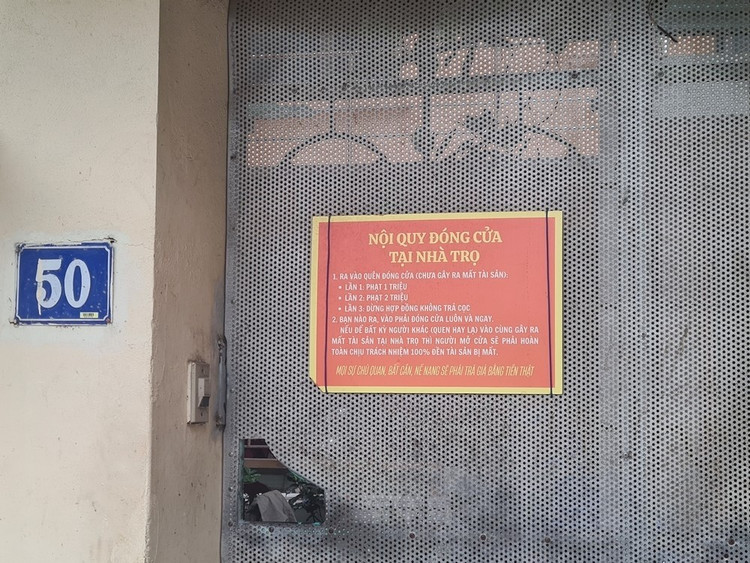 50
NỘI QUY ĐÓNG CỬA
TẠI NHÀ TRỌ
1. RA VÀO QUÊN ĐÓNG CỬA (CHƯA GÂY RA MẤT TÀI SẢN):
• LẦN 1: PHẠT 1 TRIỆU
• LẦN 2: PHẠT 2 TRIỆU
• LẦN 3: DỪNG HỢP ĐỒNG KHÔNG TRẢ CỌC
2. BẠN NÀO RA, VÀO PHẢI ĐÓNG CỬA LUÔN VÀ NGAY.
NẾU ĐỂ BẤT KỲ NGƯỜI KHÁC (QUEN HAY LẠ) VÀO CÙNG GÂY RA
MẤT TÀI SẢN TẠI NHÀ TRỌ THÌ NGƯỜI MỞ CỬA SẼ PHẢI HOÀN
TOÀN CHỊU TRÁCH NHIỆM 100% ĐỀN TÀI SẢN BỊ MẤT.
MỌI SỰ CHỦ QUAN, BẤT CẨN, NỂ NANG SẼ PHẢI TRẢ GIÁ BẰNG TIỀN THẬT